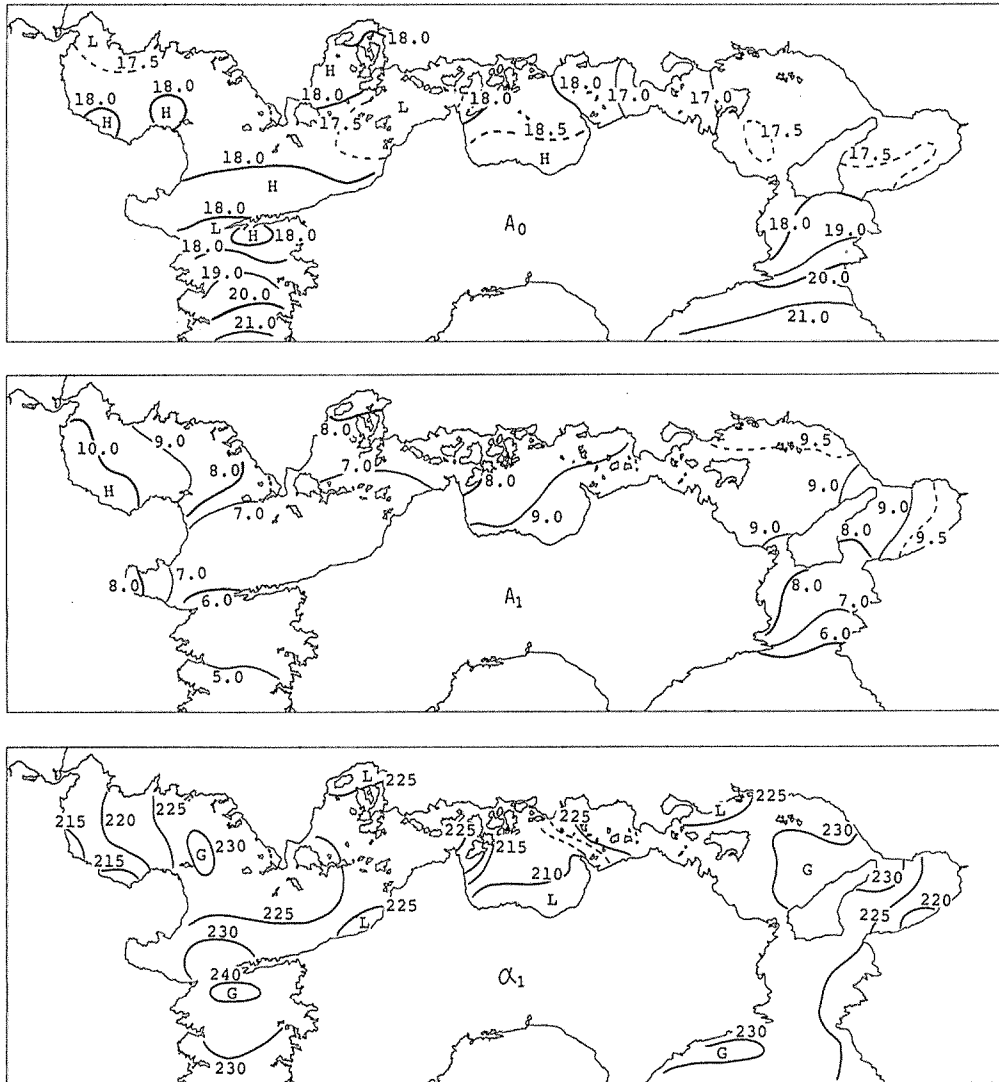 L 18.0
17.5 H
18.0 18.0 18.0 L 18.0 18.0 17.0 17.0
H H 17.5 18.5 17.5
18.0 H 17.5
H
18.0 A₀
L H 18.0 18.0 19.0
18.0
19.0 20.0
20.0
21.0 21.0
8.0 9.5
10.0 9.0 8.0 7.0 8.0
H 9.0
7.0 9.0 9.0
9.0 8.0 9.5
8.0 7.0 8.0
6.0 A₁ 7.0
6.0
5.0
L 225 225
215 220 225 225 225 L
G 230 215 230
215 210 G 230
L
225 L 225 225 220
230
240 α₁
G
230
G
230